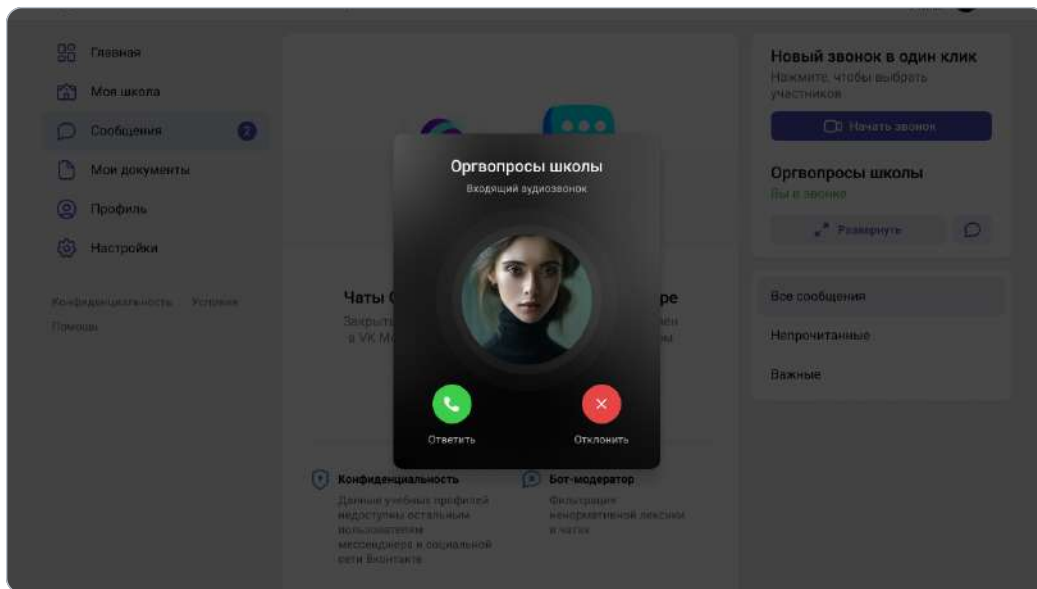 Главная
Моя школа
Сообщения
2
Мои документы
Профиль
Настройки
Конфиденциальность Условия
Помощь
Оргвопросы школы
Входящий аудиозвонок
Ответить
Отклонить
Чаты
Закрыты
в VK
Конфиденциальность
Данные учебных профилей
недоступны остальным
пользователям
мессенджера и социальной
сети ВКонтакте
Бот-модератор
Фильтрация
ненормативной лексики
в чатах
Новый звонок в один клик
Нажмите, чтобы выбрать
участников
Начать звонок
Оргвопросы школы
Вы в звонке
Развернуть
Все сообщения
Непрочитанные
Важные